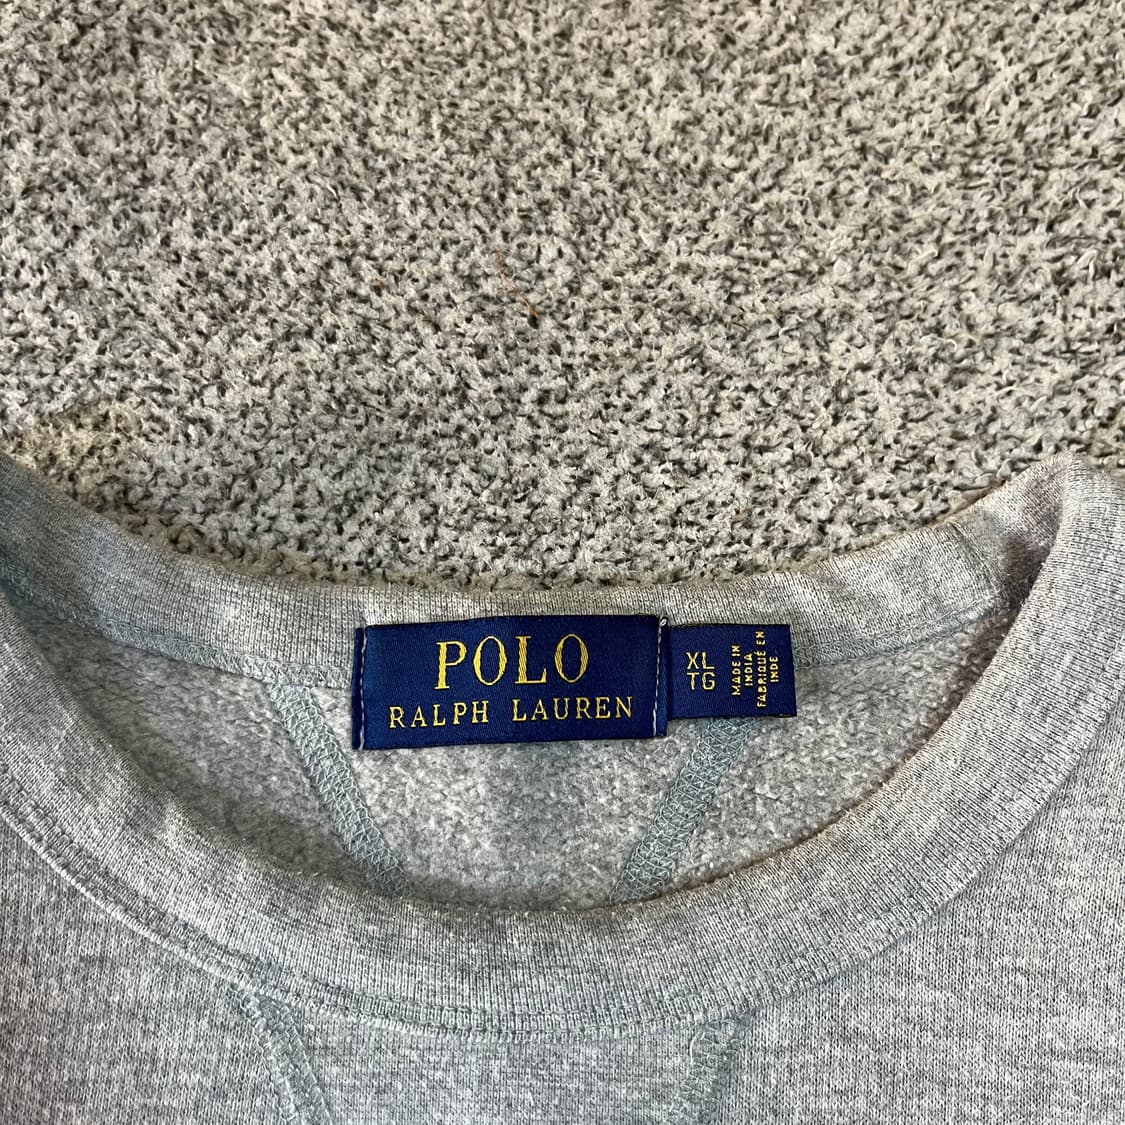 POLO
RALPH LAUREN
XL
TG
MADE IN
INDIA
FABRIQUÉ EN
INDE